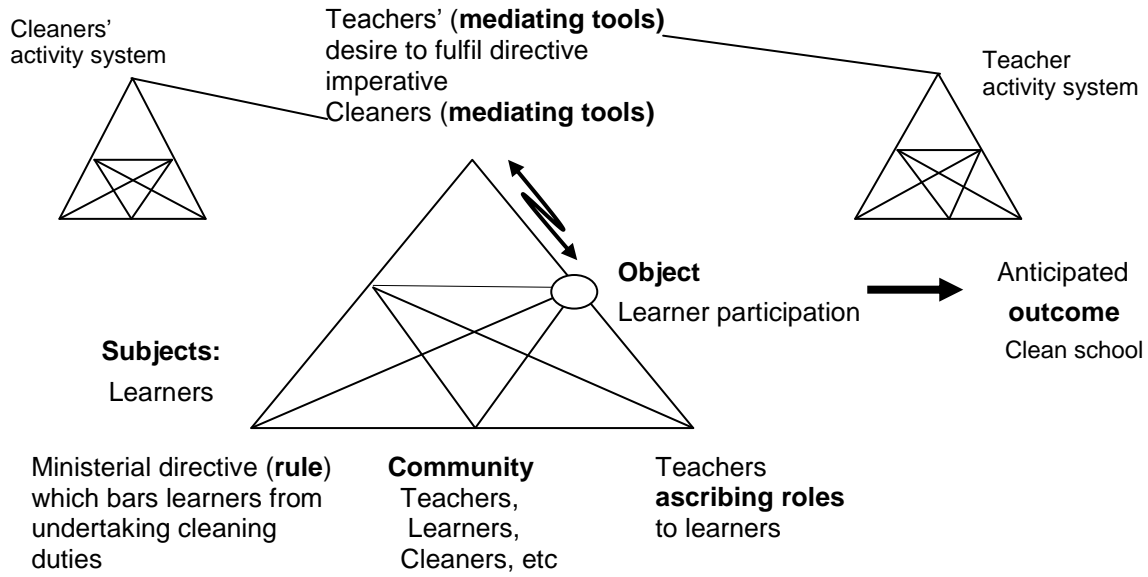 Cleaners’
activity system
Teachers’ (mediating tools)
desire to fulfil directive
imperative
Cleaners (mediating tools)
Teacher
activity system
Object
Learner participation
Anticipated
outcome
Clean school
Subjects:
Learners
Ministerial directive (rule)
which bars learners from
undertaking cleaning
duties
Community
Teachers,
Learners,
Cleaners, etc
Teachers
ascribing roles
to learners